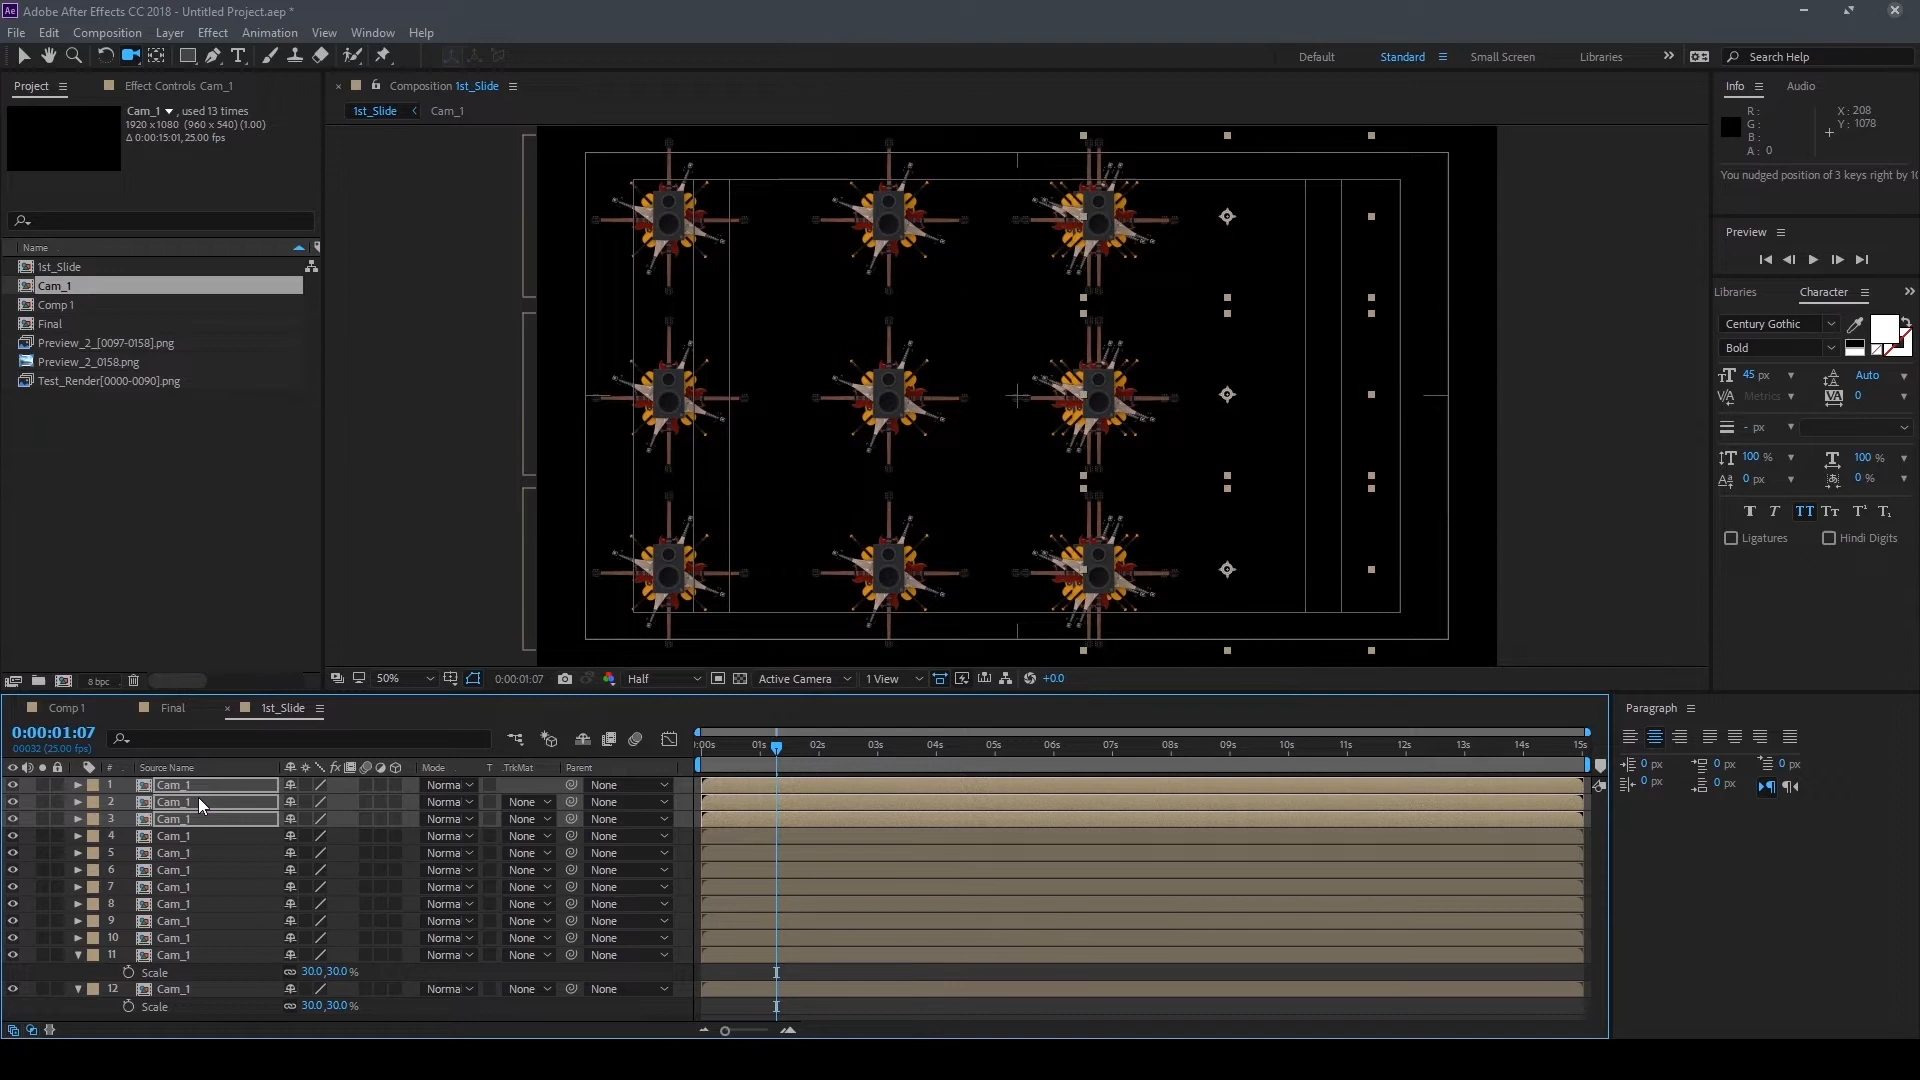 Adobe After Effects CC 2018 - Untitled Project.aep *
File Edit Composition Layer Effect Animation View Window Help
Default Standard Small Screen Libraries Search Help
Project Effect Controls Cam_1
Cam_1 , used 13 times
1920 x1080 (960 x 540) (1.00)
Δ 0:00:15:01, 25.00 fps
Name
1st_Slide
Cam_1
Comp 1
Final
Preview_2_[0097-0158].png
Preview_2_0158.png
Test_Render[0000-0090].png
8 bpc
Composition 1st_Slide
1st_Slide Cam_1
50% 0:00:01:07 Half Active Camera 1 View +0.0
Info Audio
R: X: 208
G: Y: 1078
B:
A: 0
You nudged position of 3 keys right by
Preview
Libraries Character
Century Gothic
Bold
45 px Auto
Metrics 0
- px
100 % 100 %
0 px 0 %
T T TT Tт T¹ T₁
Ligatures Hindi Digits
Paragraph
0 px 0 px 0 px
0 px 0 px
Comp 1 Final 1st_Slide
0:00:01:07
00032 (25.00 fps)
:00s 01s 02s 03s 04s 05s 06s 07s 08s 09s 10s 11s 12s 13s 14s 15s
# Source Name Mode T .TrkMat Parent
1 Cam_1 Norma None
2 Cam_1 Norma None None
3 Cam_1 Norma None None
4 Cam_1 Norma None None
5 Cam_1 Norma None None
6 Cam_1 Norma None None
7 Cam_1 Norma None None
8 Cam_1 Norma None None
9 Cam_1 Norma None None
10 Cam_1 Norma None None
11 Cam_1 Norma None None
Scale 30.0,30.0 %
12 Cam_1 Norma None None
Scale 30.0,30.0 %